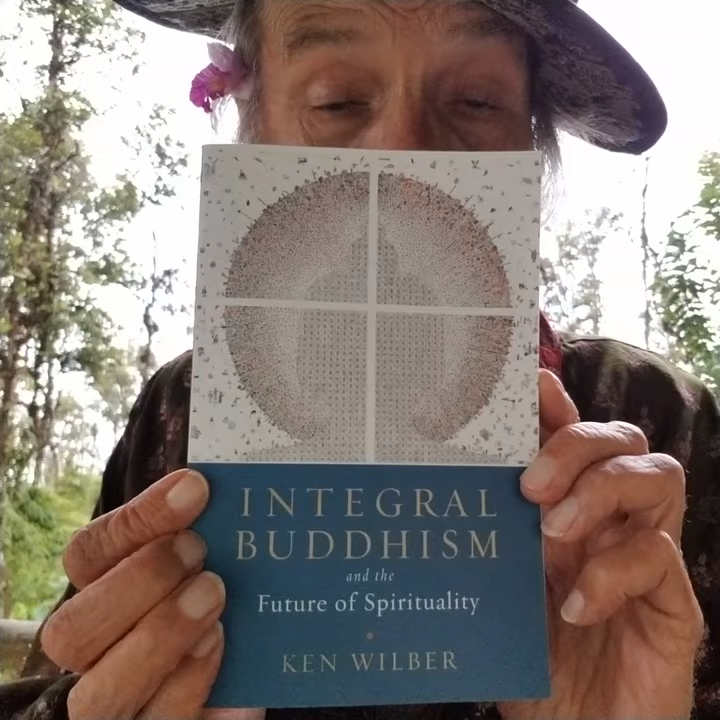 INTEGRAL
BUDDHISM
and the
Future of Spirituality
KEN WILBER